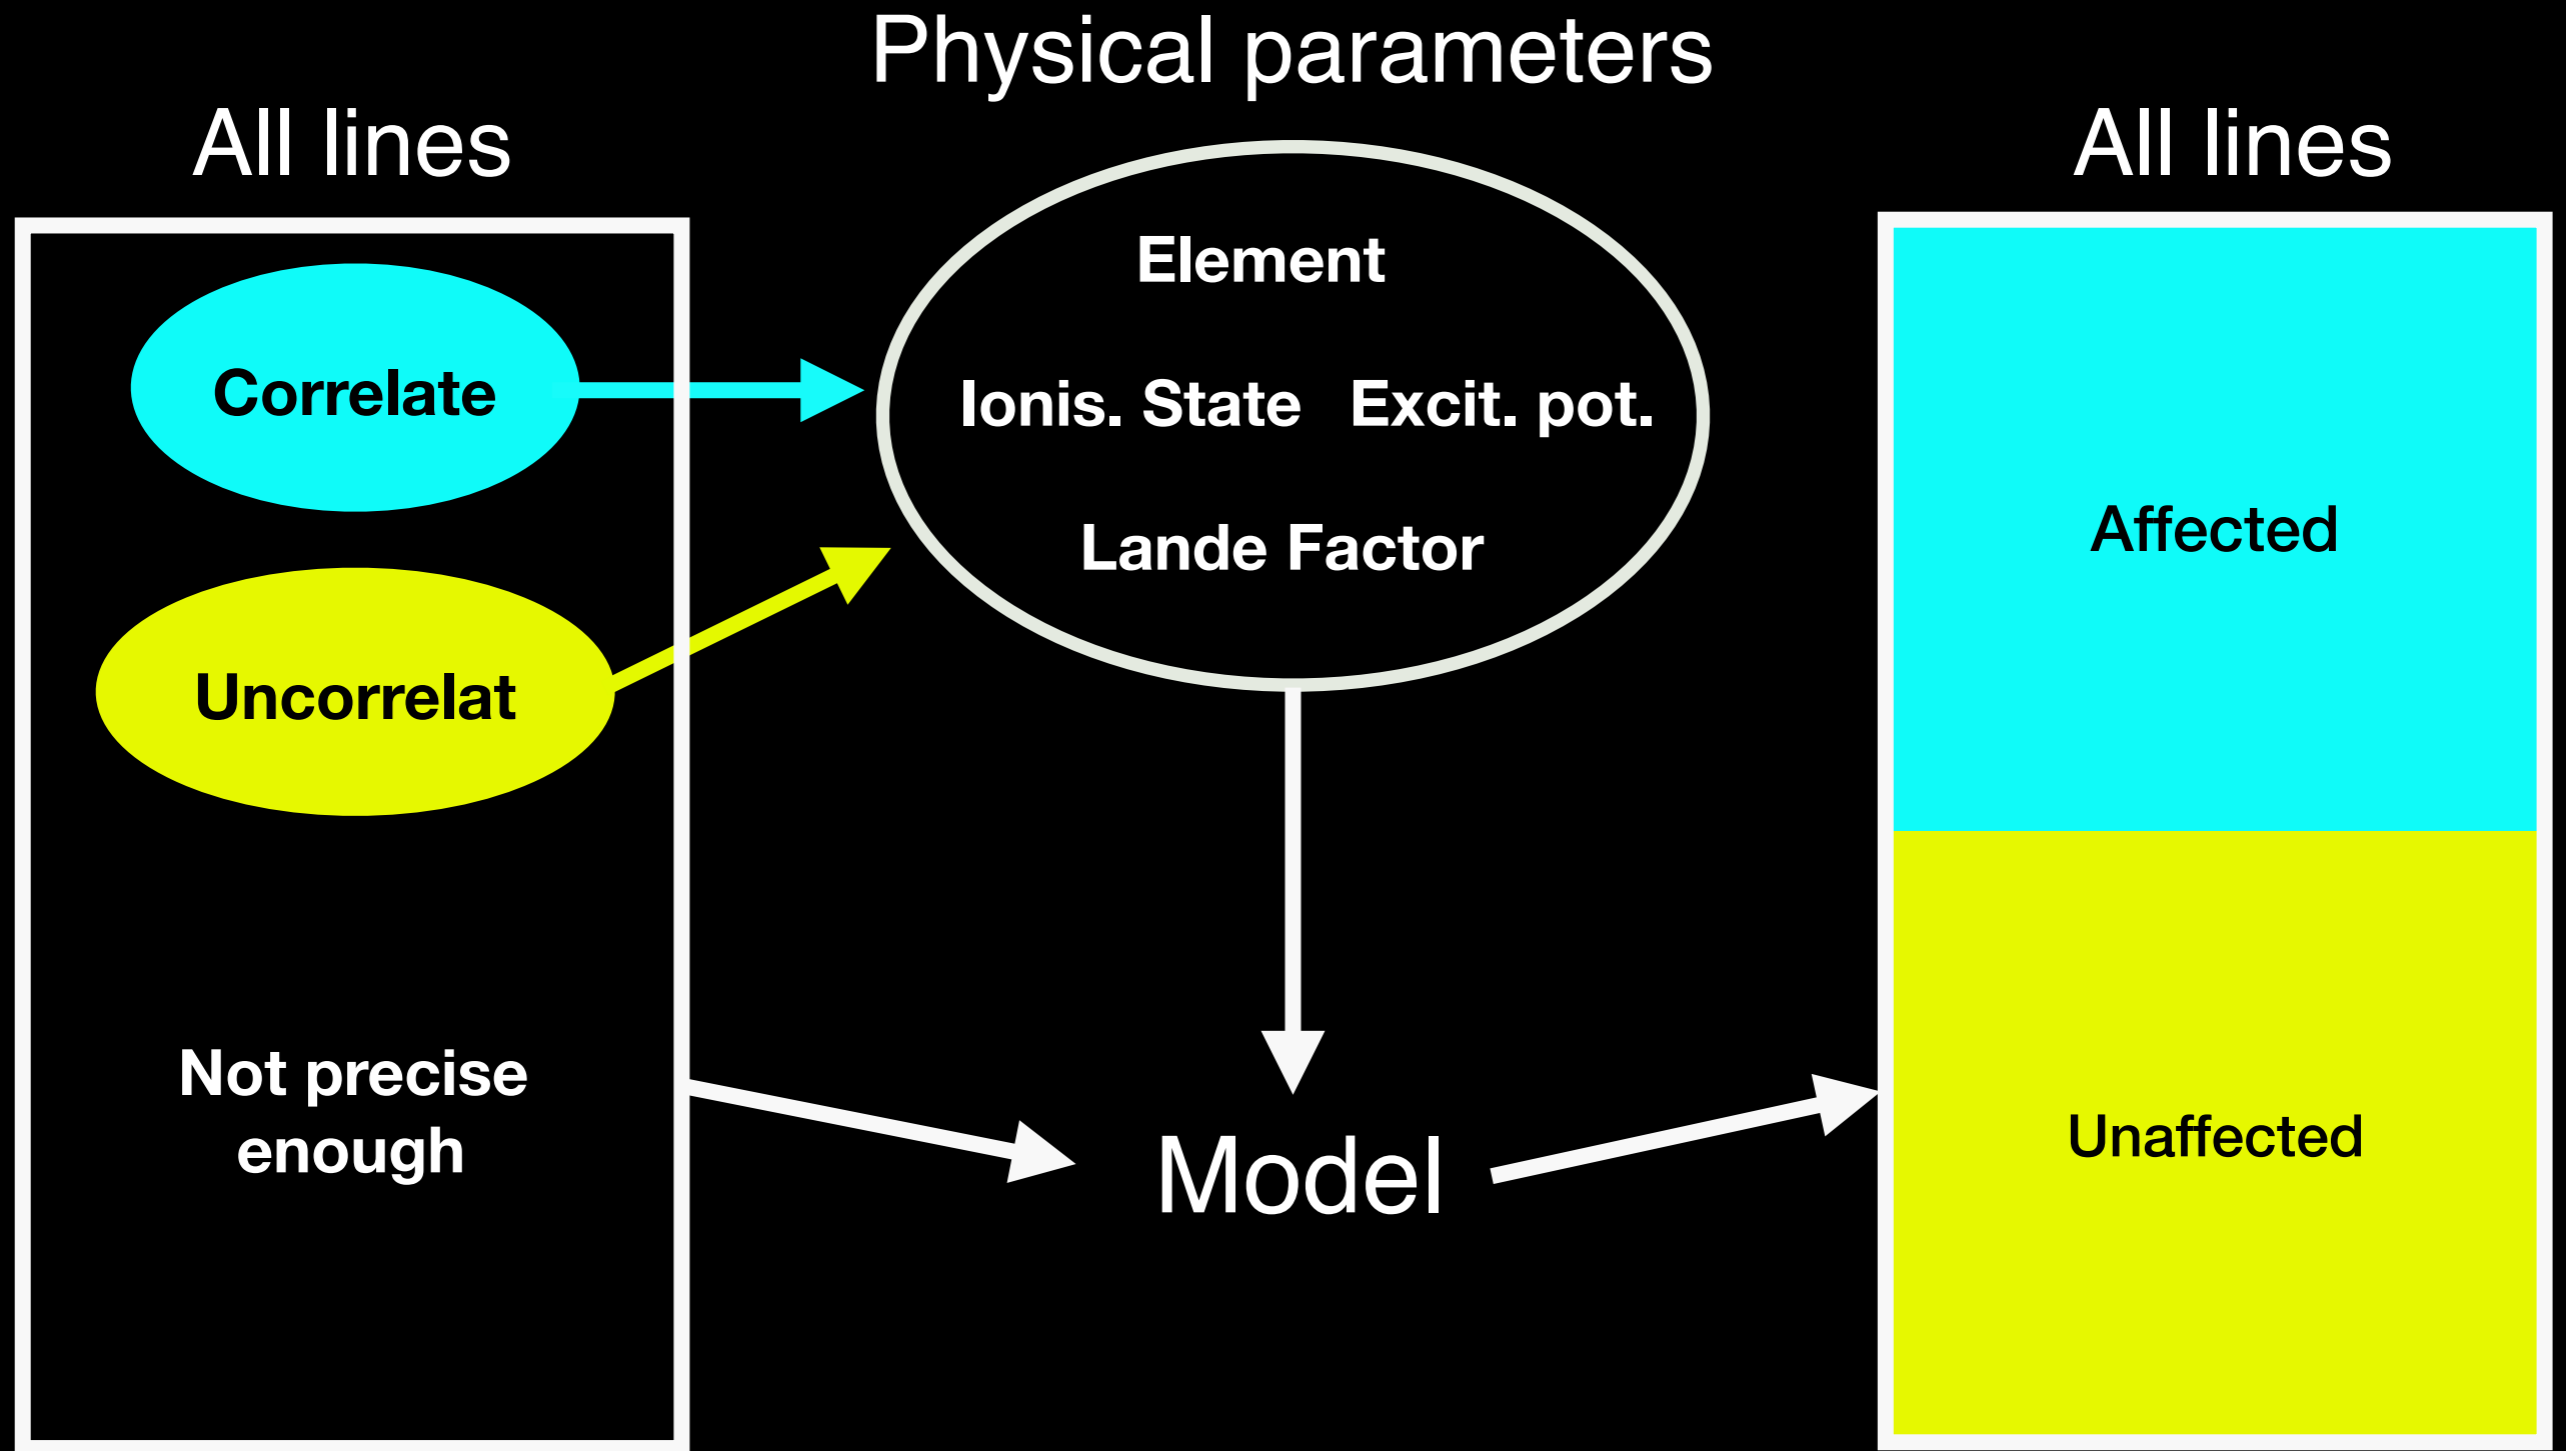 Physical parameters
All lines
Correlate
Uncorrelat
Not precise
enough
Element
Ionis. State Excit. pot.
Lande Factor
Model
All lines
Affected
Unaffected